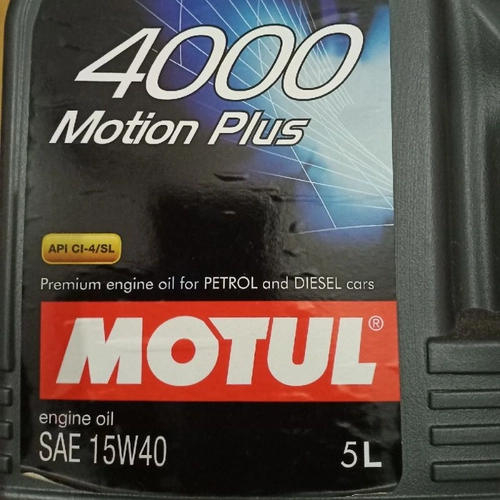 4000
Motion Plus
API CI-4/SL
Premium engine oil for PETROL and DIESEL cars
MOTUL®
engine oil
SAE 15W40
5L